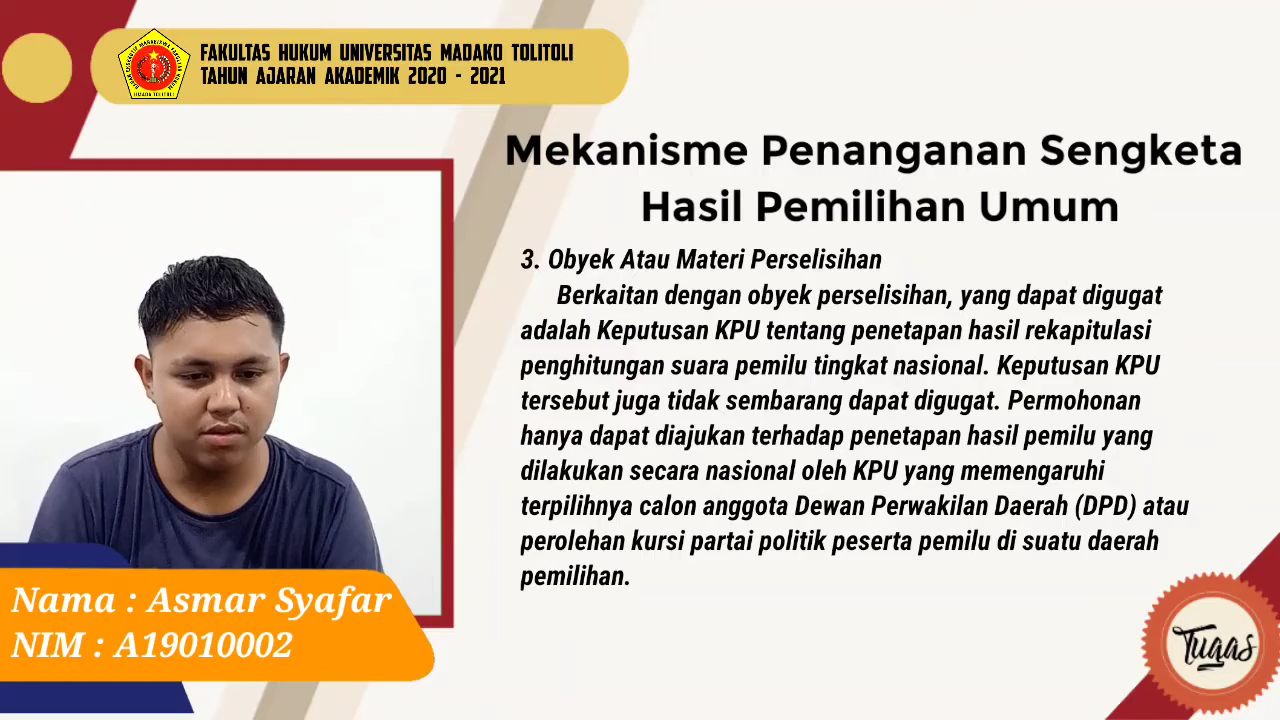 FAKULTAS HUKUM UNIVERSITAS MADAKO TOLITOLI
TAHUN AJARAN AKADEMIK 2020 - 2021
Mekanisme Penanganan Sengketa
Hasil Pemilihan Umum
3. Obyek Atau Materi Perselisihan
Berkaitan dengan obyek perselisihan, yang dapat digugat
adalah Keputusan KPU tentang penetapan hasil rekapitulasi
penghitungan suara pemilu tingkat nasional. Keputusan KPU
tersebut juga tidak sembarang dapat digugat. Permohonan
hanya dapat diajukan terhadap penetapan hasil pemilu yang
dilakukan secara nasional oleh KPU yang memengaruhi
terpilihnya calon anggota Dewan Perwakilan Daerah (DPD) atau
perolehan kursi partai politik peserta pemilu di suatu daerah
pemilihan.
Nama : Asmar Syafar
NIM : A19010002
Tugas
UMADA TOLITOLI